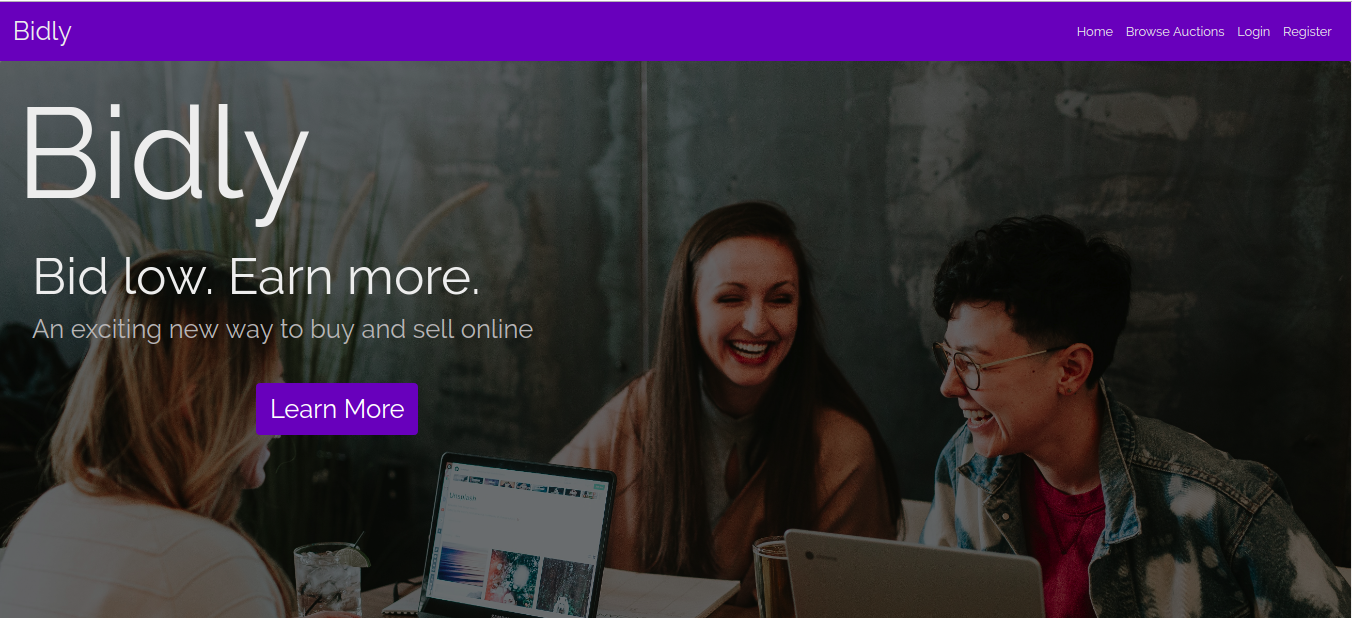 Bidly
Home Browse Auctions Login Register
Bidly
Bid low. Earn more.
An exciting new way to buy and sell online
Learn More
Unsplash